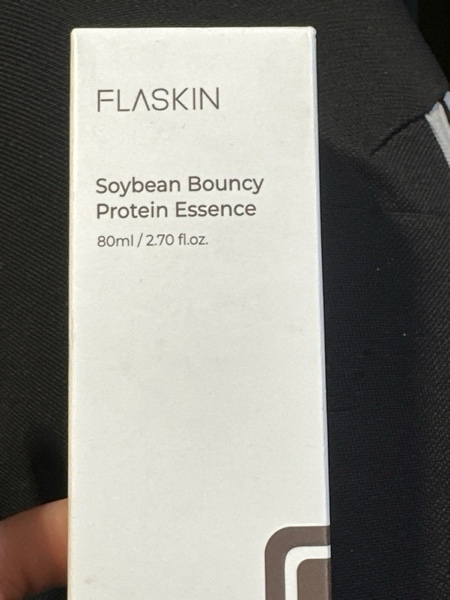 FLASKIN
Soybean Bouncy
Protein Essence
80ml / 2.70 fl.oz.